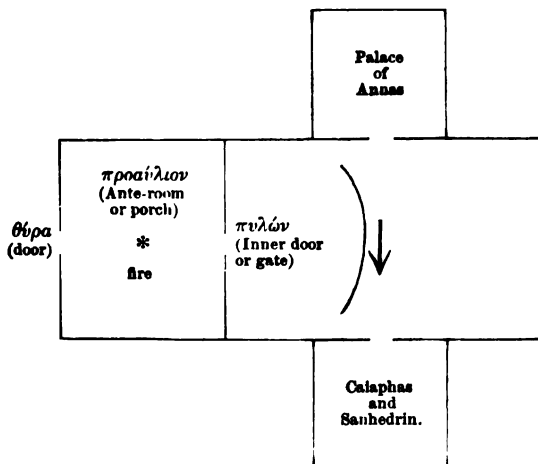 Palace
of
Annas
προαύλιον
(Ante-room
or porch)
*
fire
θύρα
(door)
πυλών
(Inner door
or gate)
Caiaphas
and
Sanhedrin.